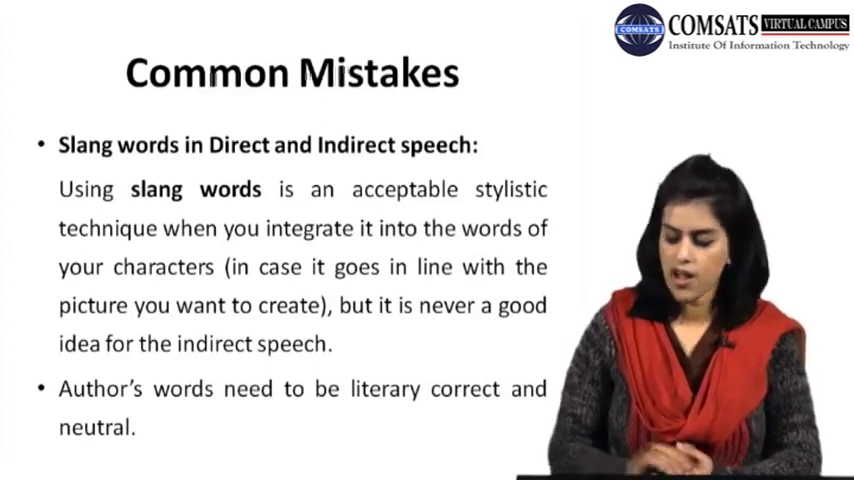 COMSATS VIRTUAL CAMPUS
COMSATS
Institute Of Information Technology
Common Mistakes
• Slang words in Direct and Indirect speech:
Using slang words is an acceptable stylistic
technique when you integrate it into the words of
your characters (in case it goes in line with the
picture you want to create), but it is never a good
idea for the indirect speech.
• Author's words need to be literary correct and
neutral.